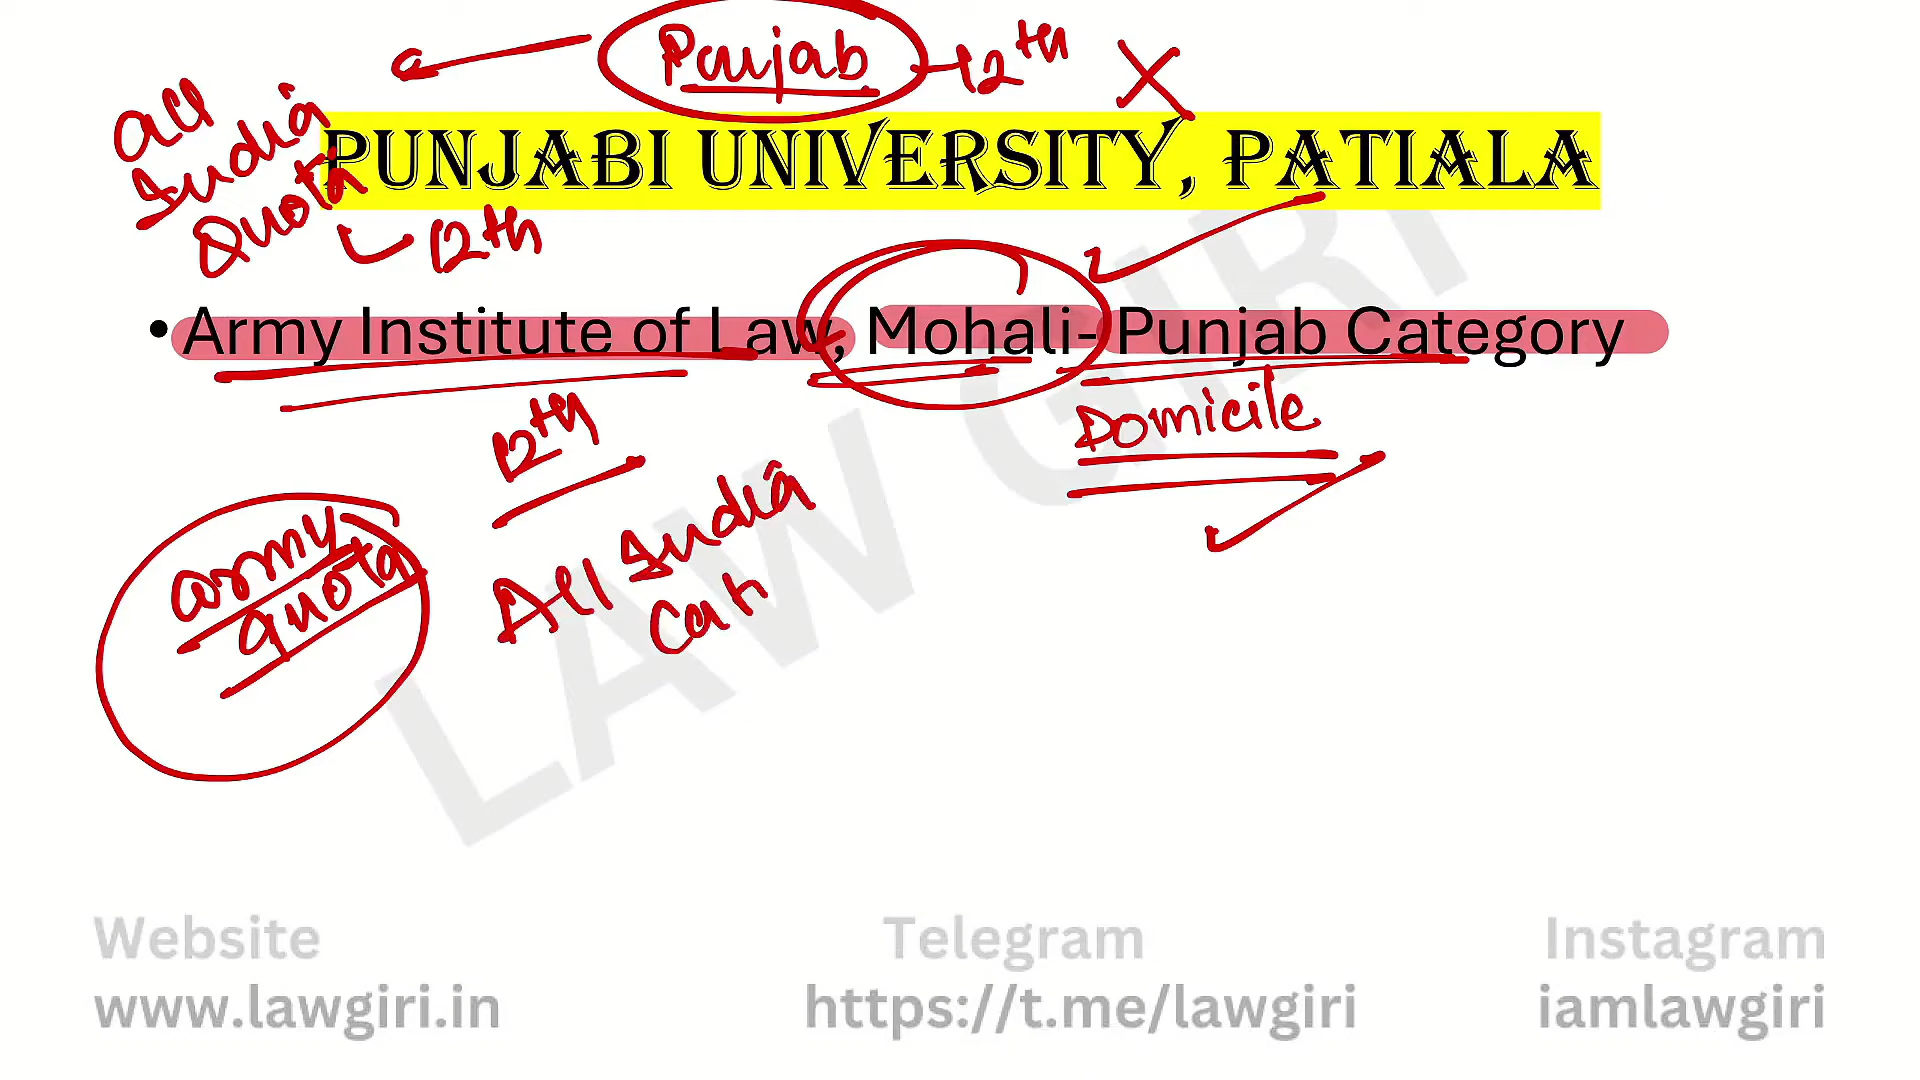 Punjab 12th X
All
India
Quota
12th
PUNJABI UNIVERSITY, PATIALA
• Army Institute of Law, Mohali- Punjab Category
Domicile
12th
All India
Cat
army
quota
LAW GIRI
Website
www.lawgiri.in
Telegram
https://t.me/lawgiri
Instagram
iamlawgiri